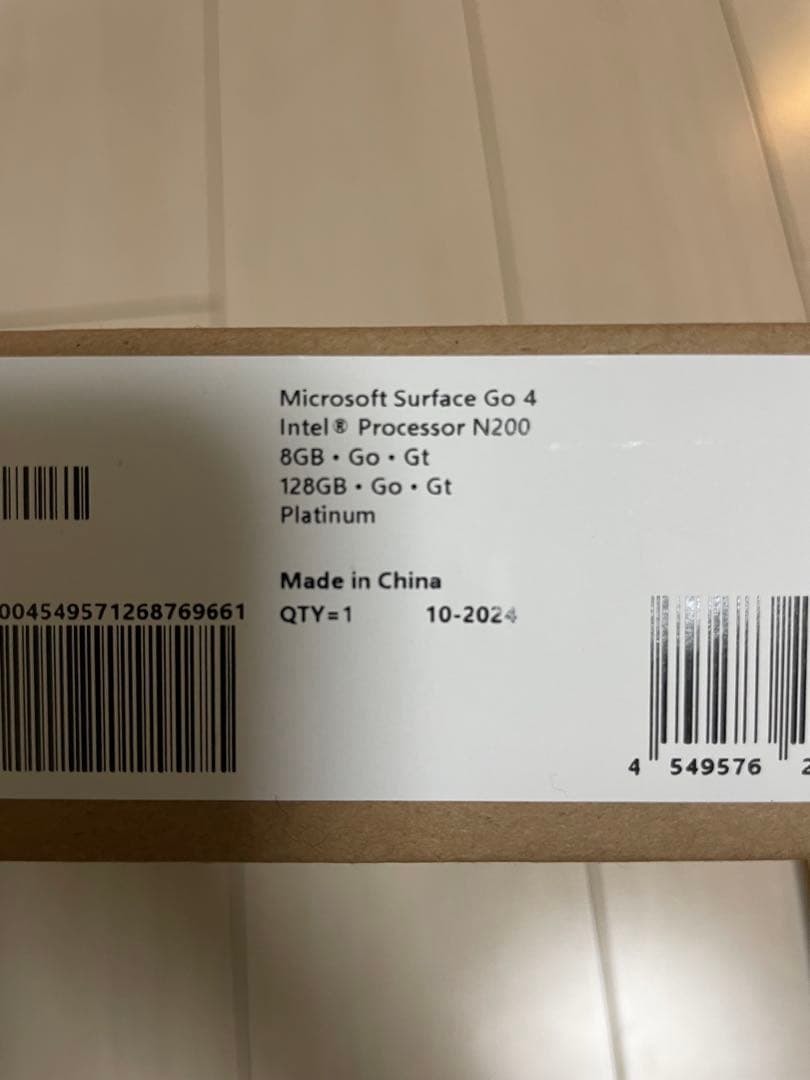 Microsoft Surface Go 4
Intel® Processor N200
8GB • Go • Gt
128GB • Go • Gt
Platinum
Made in China
QTY=1 10-2024
004549571268769661
4 549576 2